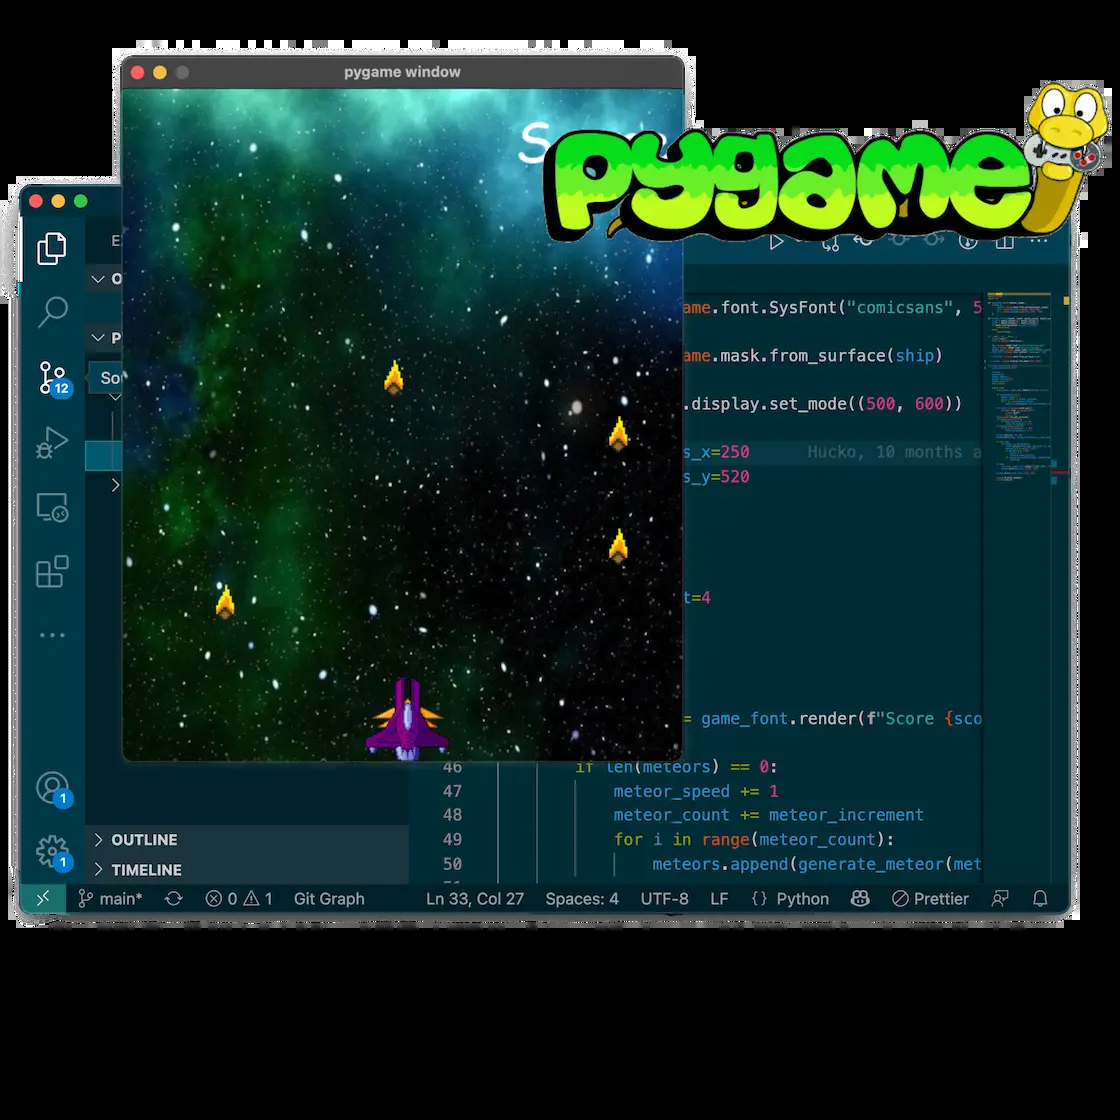 pygame window
pygame
12
ame.font.SysFont("comicsans", 5
ame.mask.from_surface(ship)
.display.set_mode((500, 600))
s_x=250 Hucko, 10 months a
s_y=520
t=4
= game_font.render(f"Score {sco
46 if len(meteors) == 0:
47 meteor_speed += 1
48 meteor_count += meteor_increment
49 for i in range(meteor_count):
50 meteors.append(generate_meteor(met
1
1
OUTLINE
TIMELINE
main* 0 1 Git Graph Ln 33, Col 27 Spaces: 4 UTF-8 LF {} Python Prettier